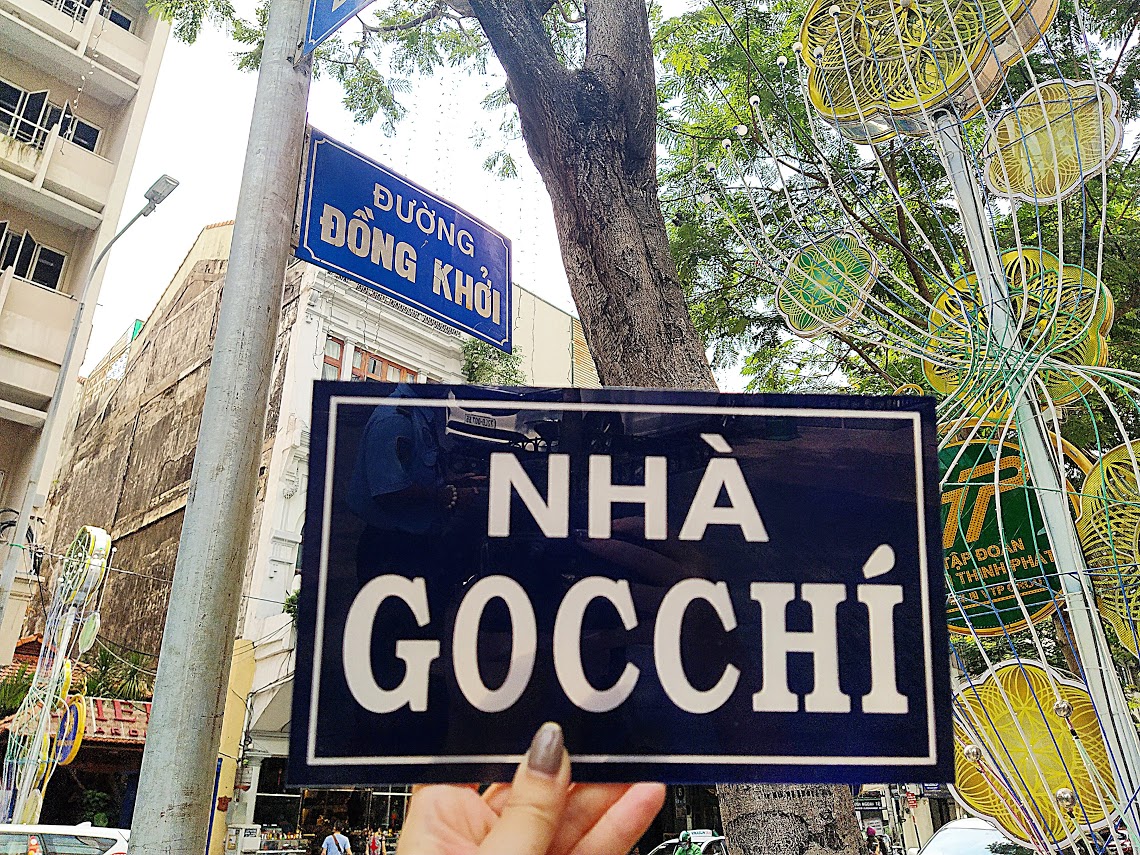 ĐƯỜNG
ĐỒNG KHỞI
NHÀ
GOCCHÍ
TẬP ĐOÀN
THỊNH PHÁT